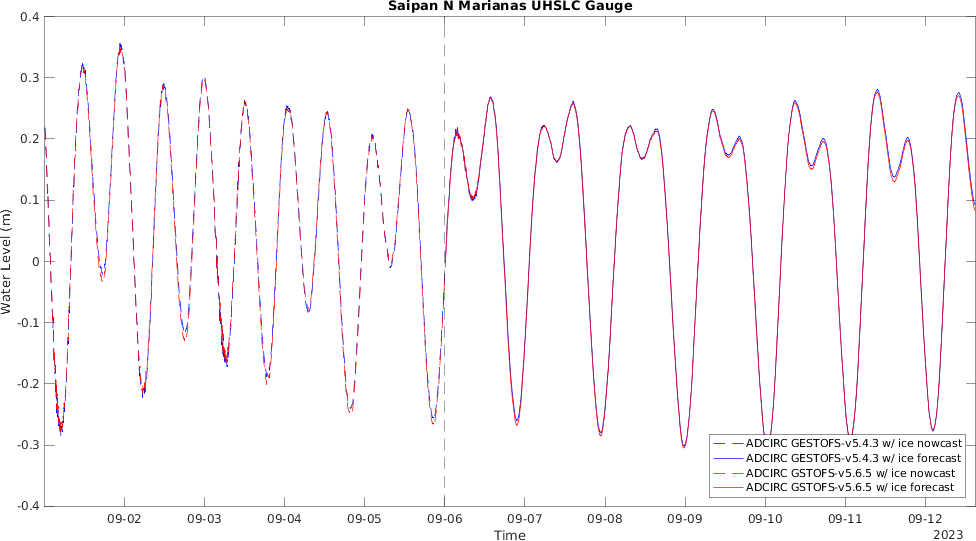 Saipan N Marianas UHSLC Gauge
0.4
0.3
0.2
0.1
0
-0.1
-0.2
-0.3
-0.4
Water Level (m)
09-02 09-03 09-04 09-05 09-06 09-07 09-08 09-09 09-10 09-11 09-12
Time
2023
ADCIRC GESTOFS-v5.4.3 w/ ice nowcast
ADCIRC GESTOFS-v5.4.3 w/ ice forecast
ADCIRC GSTOFS-v5.6.5 w/ ice nowcast
ADCIRC GSTOFS-v5.6.5 w/ ice forecast